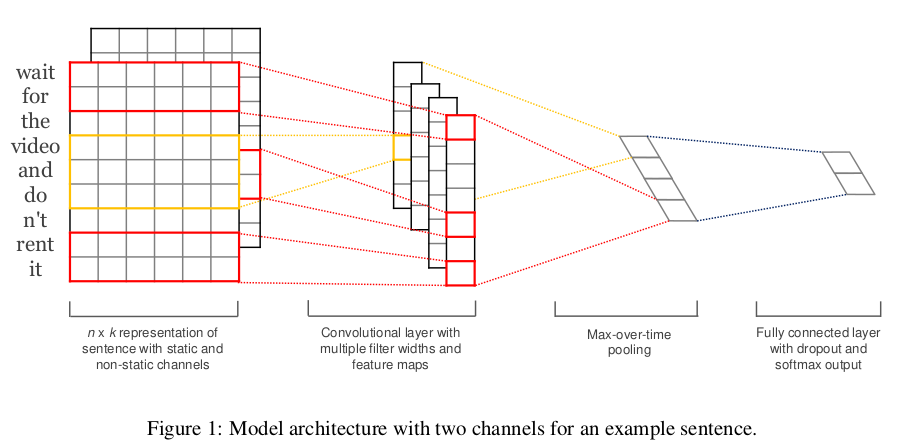 wait
for
the
video
and
do
n't
rent
it
n x k representation of
sentence with static and
non-static channels
Convolutional layer with
multiple filter widths and
feature maps
Max-over-time
pooling
Fully connected layer
with dropout and
softmax output
Figure 1: Model architecture with two channels for an example sentence.